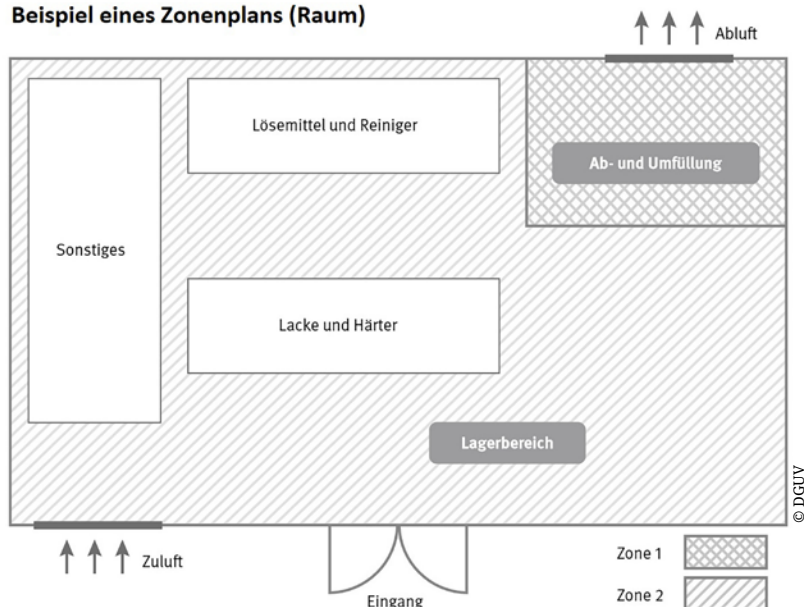 Beispiel eines Zonenplans (Raum)
Abluft
Lösemittel und Reiniger
Ab- und Umfüllung
Sonstiges
Lacke und Härter
Lagerbereich
© DGUV
Zuluft
Eingang
Zone 1
Zone 2